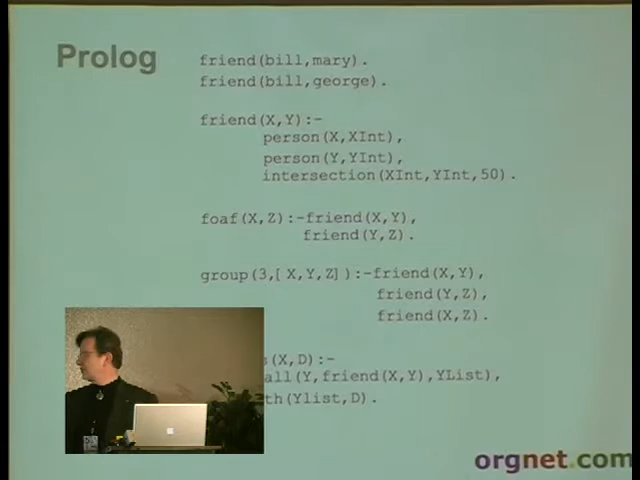 Prolog
friend(bill,mary).
friend(bill,george).
friend(X,Y):-
person(X,XInt),
person(Y,YInt),
intersection(XInt,YInt,50).
foaf(X,Z):-friend(X,Y),
friend(Y,Z).
group(3,[X,Y,Z]):-friend(X,Y),
friend(Y,Z),
friend(X,Z).
s(X,D):-
all(Y,friend(X,Y),YList),
th(Ylist,D).
orgnet.com